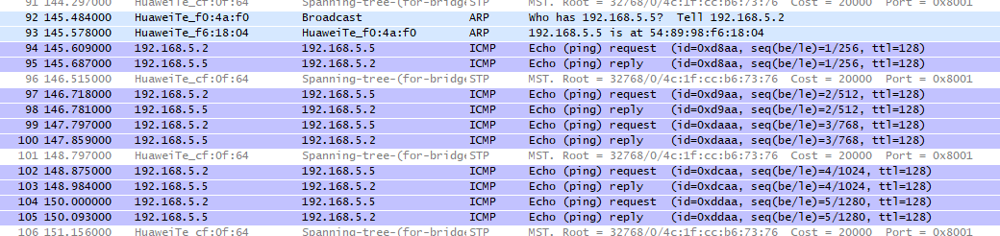 91 144.297000 HuaweiTe_cf:0f:64 Spanning-tree-(for-bridge STP MST. Root = 32768/0/4c:1f:cc:b6:73:76 Cost = 20000 Port = 0x8001
92 145.484000 HuaweiTe_f0:4a:f0 Broadcast ARP Who has 192.168.5.5? Tell 192.168.5.2
93 145.578000 HuaweiTe_f6:18:04 HuaweiTe_f0:4a:f0 ARP 192.168.5.5 is at 54:89:98:f6:18:04
94 145.609000 192.168.5.2 192.168.5.5 ICMP Echo (ping) request (id=0xd8aa, seq(be/le)=1/256, ttl=128)
95 145.687000 192.168.5.5 192.168.5.2 ICMP Echo (ping) reply (id=0xd8aa, seq(be/le)=1/256, ttl=128)
96 146.515000 HuaweiTe_cf:0f:64 Spanning-tree-(for-bridge STP MST. Root = 32768/0/4c:1f:cc:b6:73:76 Cost = 20000 Port = 0x8001
97 146.718000 192.168.5.2 192.168.5.5 ICMP Echo (ping) request (id=0xd9aa, seq(be/le)=2/512, ttl=128)
98 146.781000 192.168.5.5 192.168.5.2 ICMP Echo (ping) reply (id=0xd9aa, seq(be/le)=2/512, ttl=128)
99 147.797000 192.168.5.2 192.168.5.5 ICMP Echo (ping) request (id=0xdaaa, seq(be/le)=3/768, ttl=128)
100 147.859000 192.168.5.5 192.168.5.2 ICMP Echo (ping) reply (id=0xdaaa, seq(be/le)=3/768, ttl=128)
101 148.797000 HuaweiTe_cf:0f:64 Spanning-tree-(for-bridge STP MST. Root = 32768/0/4c:1f:cc:b6:73:76 Cost = 20000 Port = 0x8001
102 148.875000 192.168.5.2 192.168.5.5 ICMP Echo (ping) request (id=0xdcaa, seq(be/le)=4/1024, ttl=128)
103 148.984000 192.168.5.5 192.168.5.2 ICMP Echo (ping) reply (id=0xdcaa, seq(be/le)=4/1024, ttl=128)
104 150.000000 192.168.5.2 192.168.5.5 ICMP Echo (ping) request (id=0xddaa, seq(be/le)=5/1280, ttl=128)
105 150.093000 192.168.5.5 192.168.5.2 ICMP Echo (ping) reply (id=0xddaa, seq(be/le)=5/1280, ttl=128)
106 151.156000 HuaweiTe_cf:0f:64 Spanning-tree-(for-bridge STP MST. Root = 32768/0/4c:1f:cc:b6:73:76 Cost = 20000 Port = 0x8001